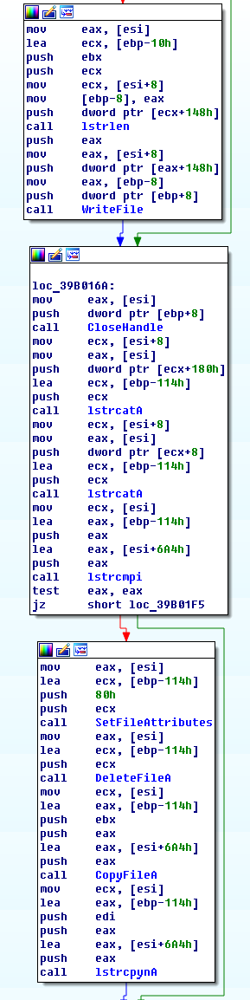 mov eax, [esi]
lea ecx, [ebp-10h]
push ebx
push ecx
mov ecx, [esi+8]
mov [ebp-8], eax
push dword ptr [ecx+148h]
call lstrlen
push eax
mov eax, [esi+8]
push dword ptr [eax+148h]
mov eax, [ebp-8]
push dword ptr [ebp+8]
call WriteFile
loc_39B016A:
mov eax, [esi]
push dword ptr [ebp+8]
call CloseHandle
mov ecx, [esi+8]
mov eax, [esi]
push dword ptr [ecx+180h]
lea ecx, [ebp-114h]
push ecx
call lstrcatA
mov ecx, [esi+8]
mov eax, [esi]
push dword ptr [ecx+8]
lea ecx, [ebp-114h]
push ecx
call lstrcatA
mov ecx, [esi]
lea eax, [ebp-114h]
push eax
lea eax, [esi+6A4h]
push eax
call lstrcmpi
test eax, eax
jz short loc_39B01F5
mov eax, [esi]
lea ecx, [ebp-114h]
push 80h
push ecx
call SetFileAttributes
mov eax, [esi]
lea ecx, [ebp-114h]
push ecx
call DeleteFileA
mov ecx, [esi]
lea eax, [ebp-114h]
push ebx
push eax
lea eax, [esi+6A4h]
push eax
call CopyFileA
mov ecx, [esi]
lea eax, [ebp-114h]
push edi
push eax
lea eax, [esi+6A4h]
push eax
call lstrcpynA